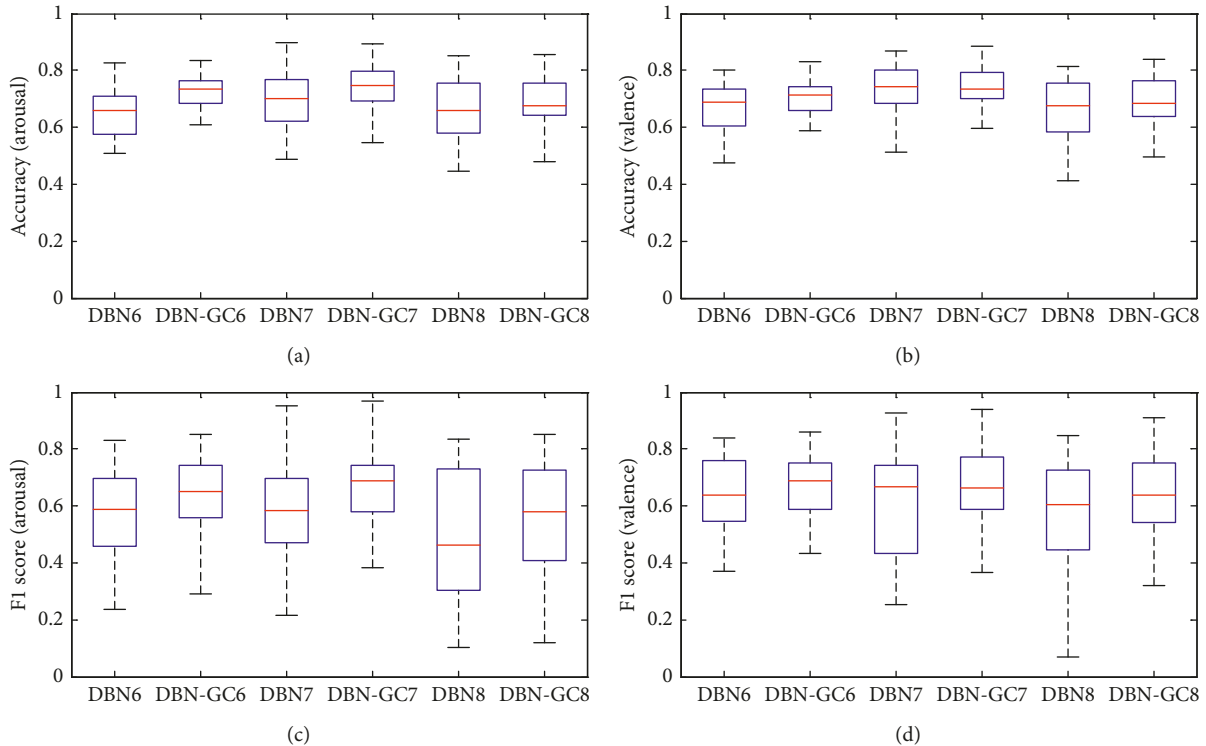 1
0.8
0.6
0.4
0.2
0
Accuracy (arousal)
DBN6 DBN-GC6 DBN7 DBN-GC7 DBN8 DBN-GC8
(a)
1
0.8
0.6
0.4
0.2
0
Accuracy (valence)
DBN6 DBN-GC6 DBN7 DBN-GC7 DBN8 DBN-GC8
(b)
1
0.8
0.6
0.4
0.2
0
F1 score (arousal)
DBN6 DBN-GC6 DBN7 DBN-GC7 DBN8 DBN-GC8
(c)
1
0.8
0.6
0.4
0.2
0
F1 score (valence)
DBN6 DBN-GC6 DBN7 DBN-GC7 DBN8 DBN-GC8
(d)